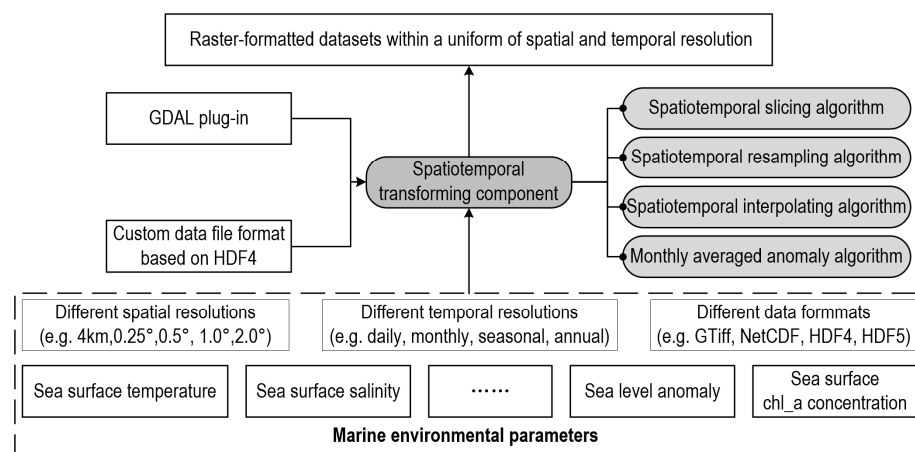 Raster-formatted datasets within a uniform of spatial and temporal resolution
GDAL plug-in
Custom data file format
based on HDF4
Spatiotemporal
transforming component
Spatiotemporal slicing algorithm
Spatiotemporal resampling algorithm
Spatiotemporal interpolating algorithm
Monthly averaged anomaly algorithm
Different spatial resolutions
(e.g. 4km,0.25°,0.5°, 1.0°,2.0°)
Different temporal resolutions
(e.g. daily, monthly, seasonal, annual)
Different data formmats
(e.g. GTiff, NetCDF, HDF4, HDF5)
Sea surface temperature
Sea surface salinity
……
Sea level anomaly
Sea surface
chl_a concentration
Marine environmental parameters